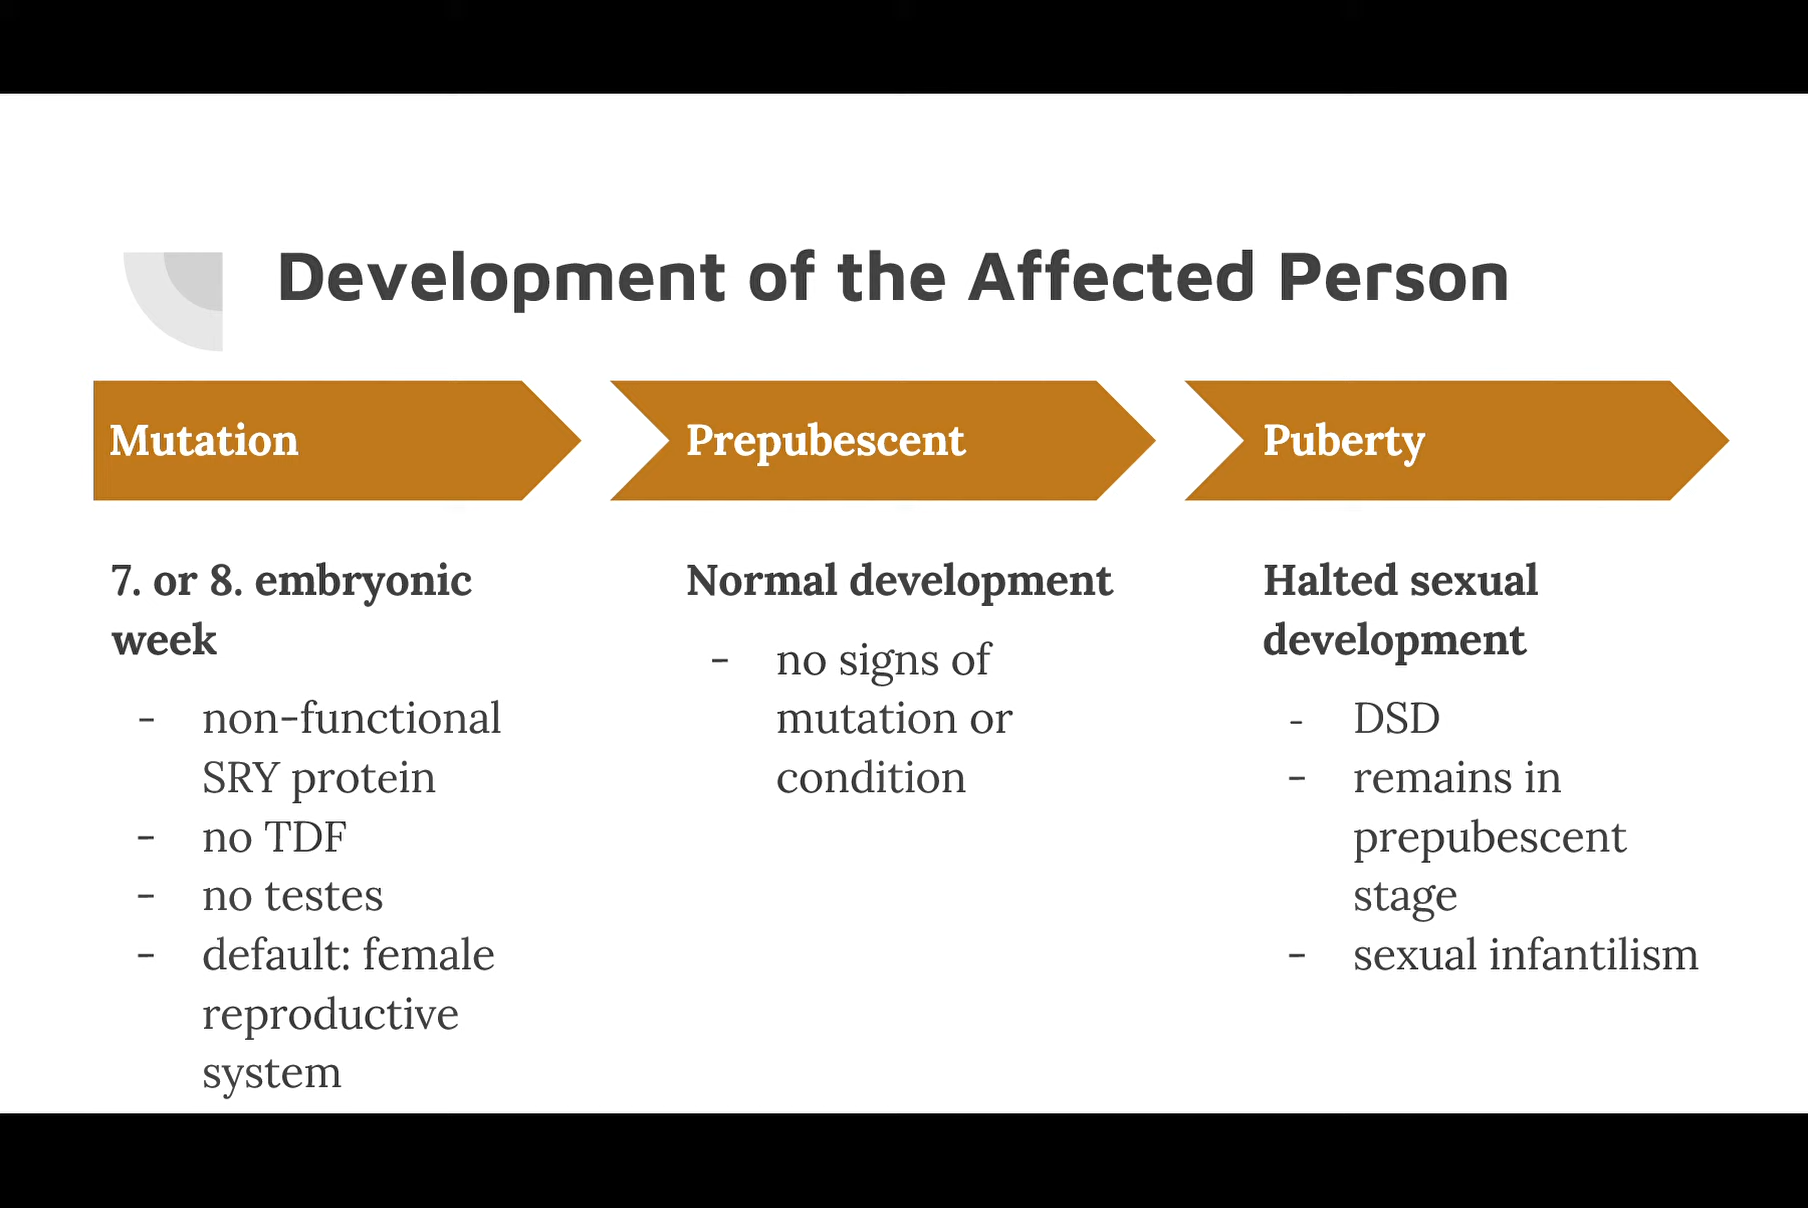 Development of the Affected Person
Mutation
7. or 8. embryonic
week
- non-functional
SRY protein
- no TDF
- no testes
- default: female
reproductive
system
Prepubescent
Normal development
- no signs of
mutation or
condition
Puberty
Halted sexual
development
- DSD
- remains in
prepubescent
stage
- sexual infantilism